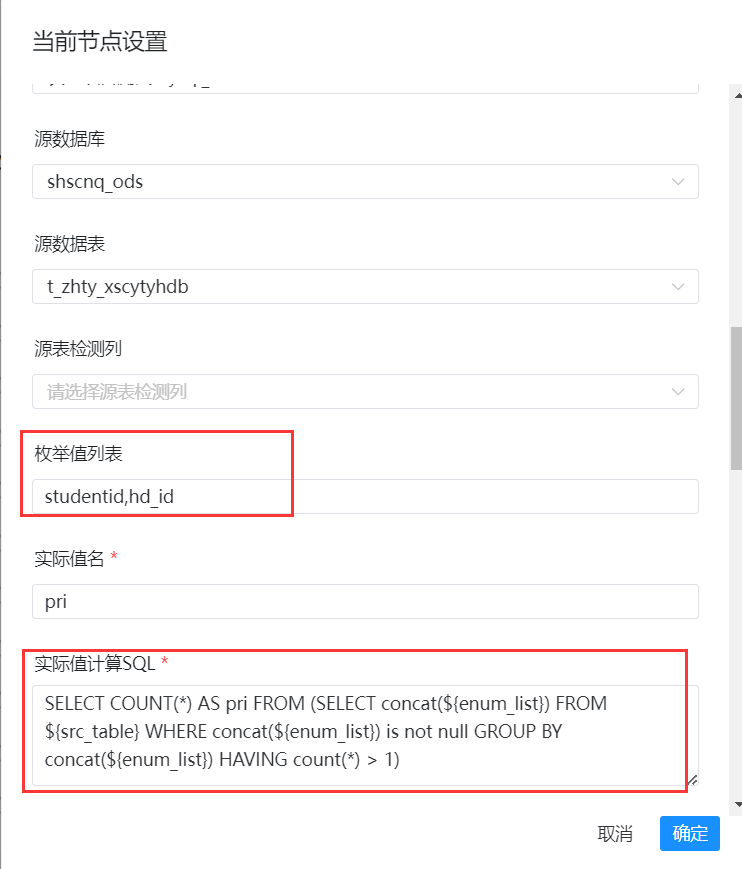 当前节点设置
源数据库
shscnq_ods
源数据表
t_zhty_xscytyhdb
源表检测列
请选择源表检测列
枚举值列表
studentid,hd_id
实际值名 *
pri
实际值计算SQL *
SELECT COUNT(*) AS pri FROM (SELECT concat(${enum_list}) FROM
${src_table} WHERE concat(${enum_list}) is not null GROUP BY
concat(${enum_list}) HAVING count(*) > 1)
取消
确定